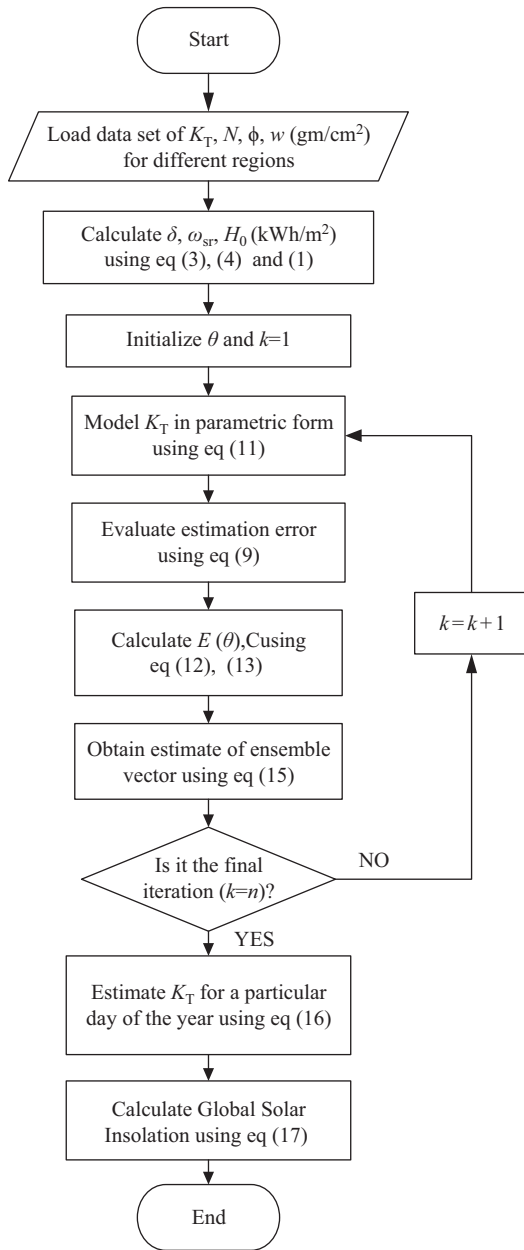 Start
Load data set of K_T, N, ϕ, w (gm/cm²)
for different regions
Calculate δ, ω_sr, H_0 (kWh/m²)
using eq (3), (4) and (1)
Initialize θ and k=1
Model K_T in parametric form
using eq (11)
Evaluate estimation error
using eq (9)
Calculate E (θ),Cusing
eq (12), (13)
k=k+1
Obtain estimate of ensemble
vector using eq (15)
Is it the final
iteration (k=n)?
NO
YES
Estimate K_T for a particular
day of the year using eq (16)
Calculate Global Solar
Insolation using eq (17)
End